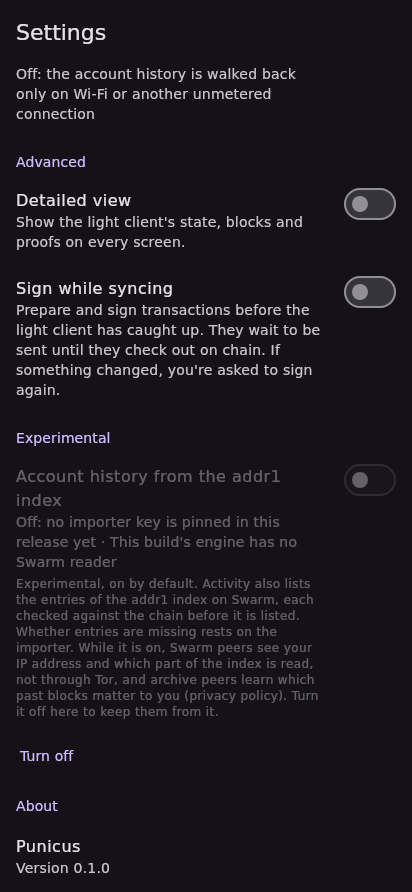 Settings
Off: the account history is walked back
only on Wi-Fi or another unmetered
connection
Advanced
Detailed view
Show the light client's state, blocks and
proofs on every screen.
Sign while syncing
Prepare and sign transactions before the
light client has caught up. They wait to be
sent until they check out on chain. If
something changed, you're asked to sign
again.
Experimental
Account history from the addr1
index
Off: no importer key is pinned in this
release yet · This build's engine has no
Swarm reader
Experimental, on by default. Activity also lists
the entries of the addr1 index on Swarm, each
checked against the chain before it is listed.
Whether entries are missing rests on the
importer. While it is on, Swarm peers see your
IP address and which part of the index is read,
not through Tor, and archive peers learn which
past blocks matter to you (privacy policy). Turn
it off here to keep them from it.
Turn off
About
Punicus
Version 0.1.0